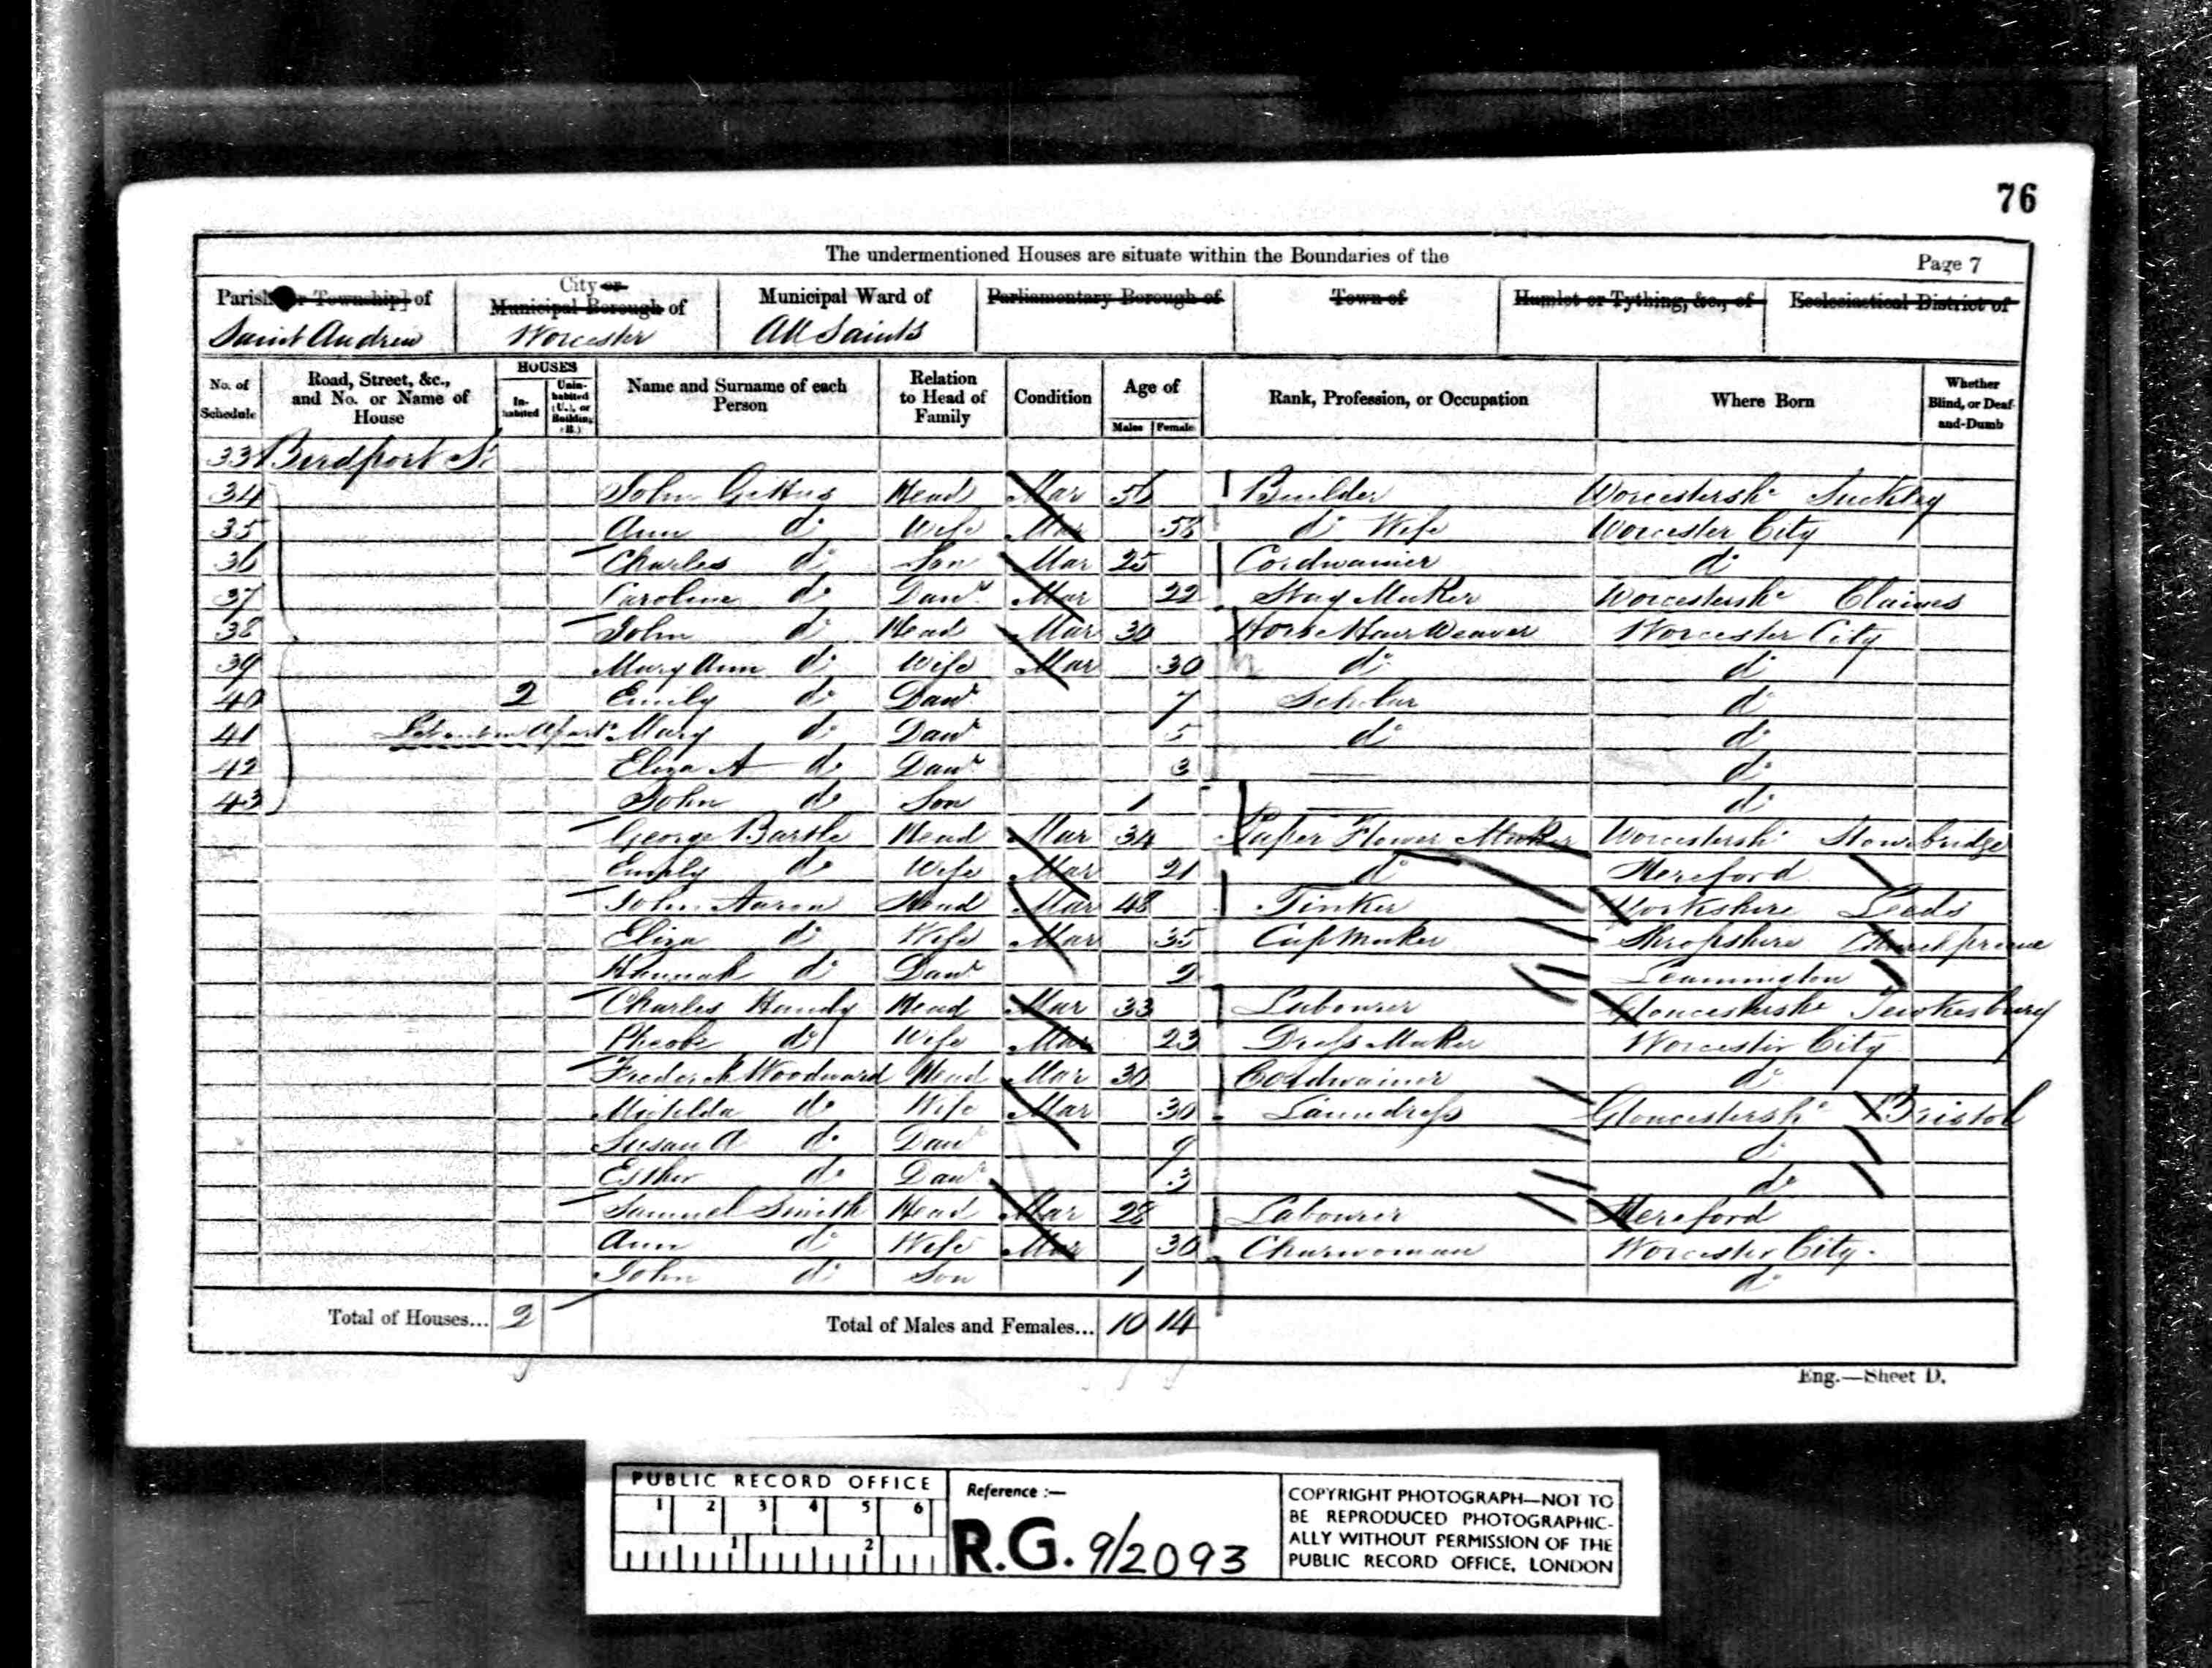 76
The undermentioned Houses are situate within the Boundaries of the
Page 7
Parish [or Township] of
Saint Andrew
City or
Municipal Borough of
Worcester
Municipal Ward of
All Saints
Parliamentary Borough of
Town of
Hamlet or Tything, &c., of
Ecclesiastical District of
No. of Schedule
Road, Street, &c., and No. or Name of House
HOUSES
In-habited
Unin-habited (U.), or Building (B.)
Name and Surname of each Person
Relation to Head of Family
Condition
Age of
Males
Females
Rank, Profession, or Occupation
Where Born
Whether Blind, or Deaf-and-Dumb
33 Birdport St
34 John Gettus Head Mar 56 Builder Worcestersh. Suckley
35 Ann do Wife Mar 58 do Wife Worcester City
36 Charles do Son Mar 25 Cordwainer do
37 Caroline do Daur Mar 22 Stay Maker Worcestersh. Claines
38 John do Head Mar 30 Horse Hair Weaver Worcester City
39 Mary Ann do Wife Mar 30 do do
40 2 Emily do Daur 7 Scholar do
41 Mary do Daur 5 do do
42 Eliza A do Daur 3 — do
43 John do Son 1 — do
George Head Mar 34 Paper Flower Maker Worcestersh. Stourbridge
Emily do Wife Mar 21 do Hereford
John Aaron Head Mar 48 Tinker Yorkshire Leeds
Eliza do Wife Mar 35 Cap Maker Shropshire
Hannah do Daur 2 Leamington
Charles Handy Head Mar 33 Labourer Gloucestersh. Tewkesbury
Pheobe do Wife Mar 23 Dress Maker Worcester City
Frederick Woodward Head Mar 30 Cordwainer do
Matilda do Wife Mar 30 Laundress Gloucestersh. Bristol
Susan A do Daur 9 do
Esther do Daur 3 do
Samuel Smith Head Mar 28 Labourer Hereford
Ann do Wife Mar 30 Charwoman Worcester City.
John do Son 1 do
Total of Houses... 2
Total of Males and Females... 10 14
Eng.—Sheet D.
PUBLIC RECORD OFFICE
1 2 3 4 5 6
1 2
Reference :—
R.G. 9/2093
COPYRIGHT PHOTOGRAPH—NOT TO
BE REPRODUCED PHOTOGRAPHIC-
ALLY WITHOUT PERMISSION OF THE
PUBLIC RECORD OFFICE, LONDON